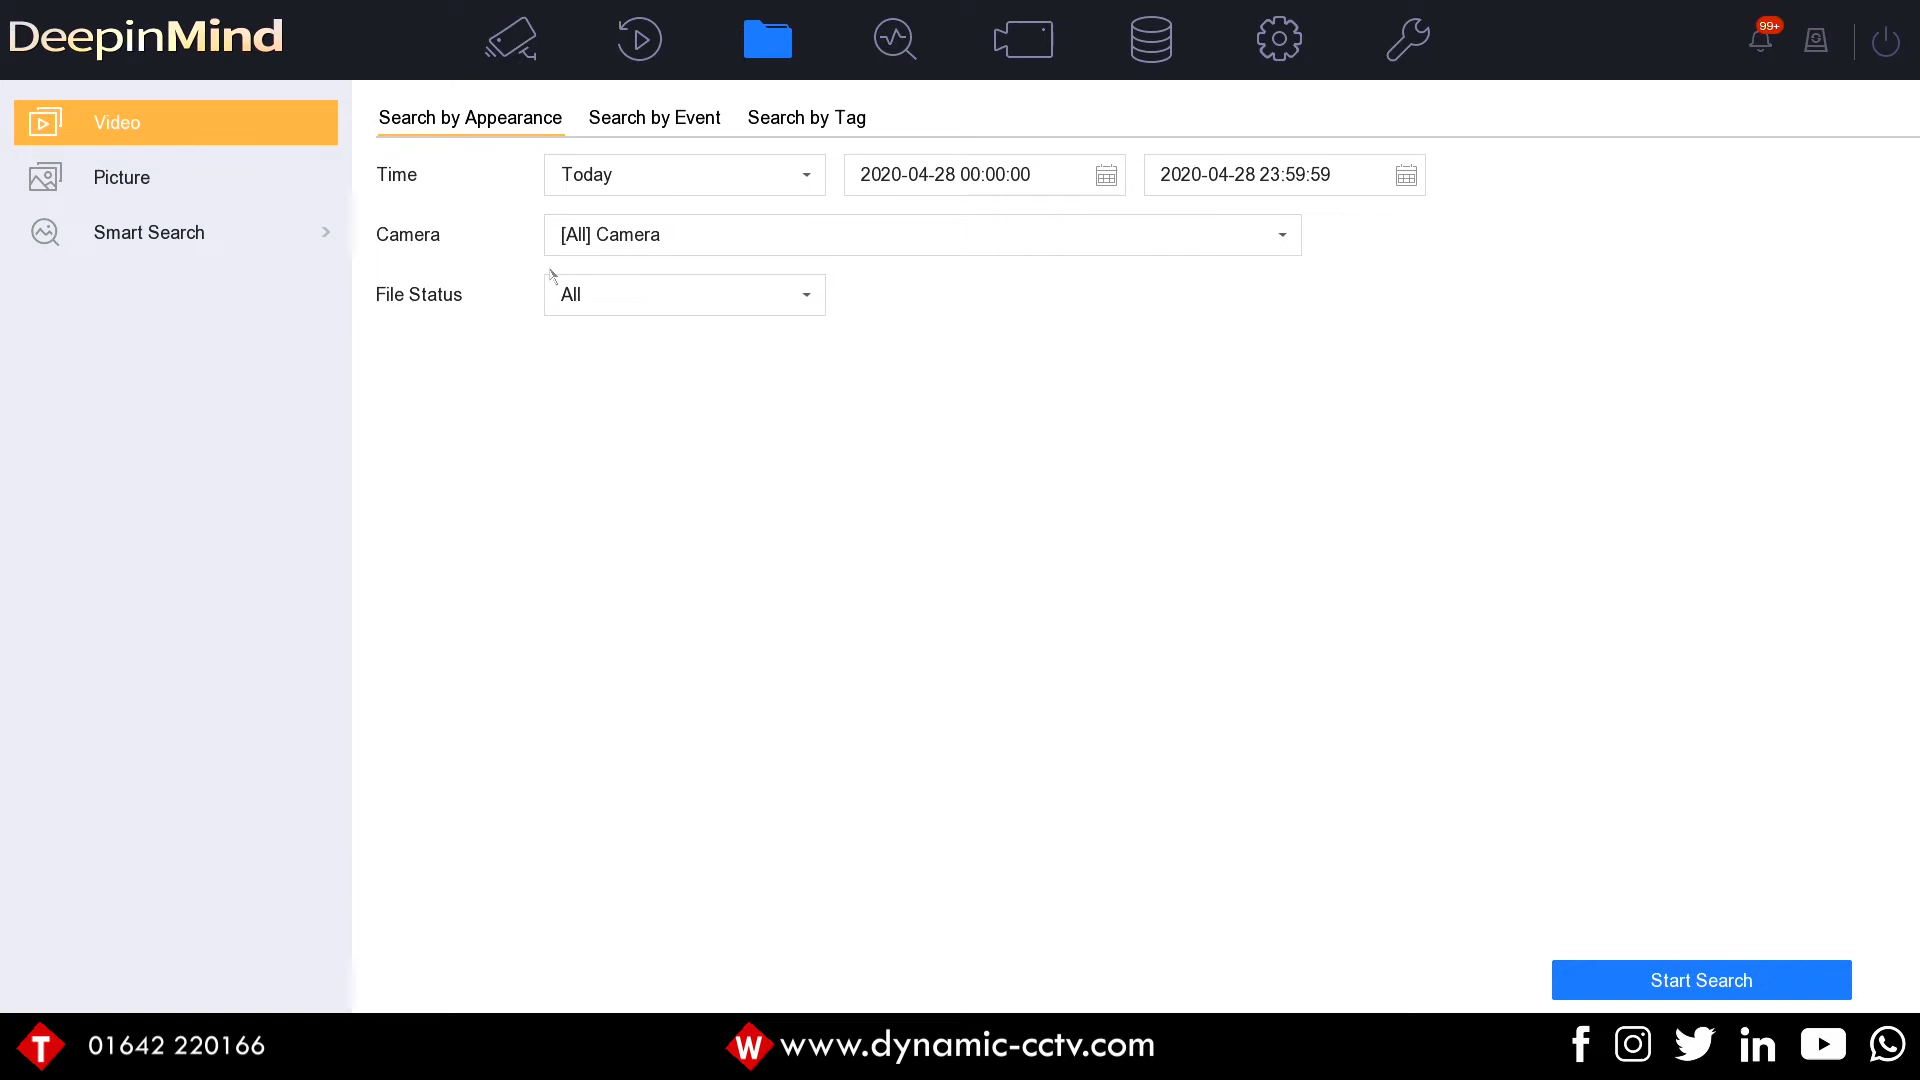 DeepinMind
99+
Video
Picture
Smart Search
Search by Appearance Search by Event Search by Tag
Time Today 2020-04-28 00:00:00 2020-04-28 23:59:59
Camera [All] Camera
File Status All
Start Search
T 01642 220166 W www.dynamic-cctv.com